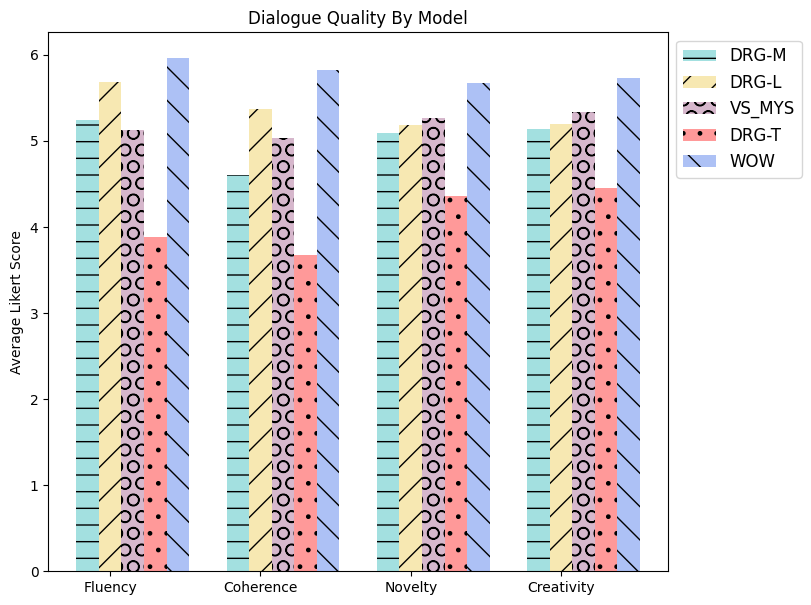 Dialogue Quality By Model
Average Likert Score
6
5
4
3
2
1
0
Fluency
Coherence
Novelty
Creativity
DRG-M
DRG-L
VS_MYS
DRG-T
WOW